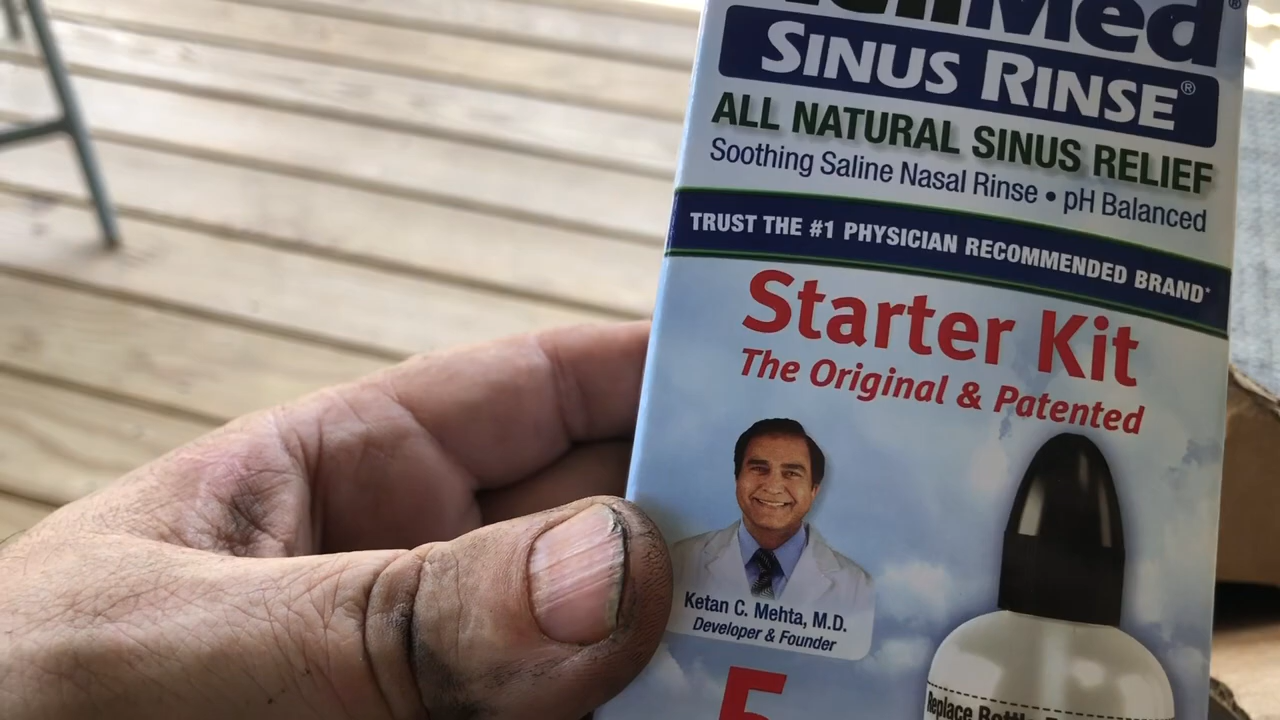 Med®
SINUS RINSE®
ALL NATURAL SINUS RELIEF
Soothing Saline Nasal Rinse • pH Balanced
TRUST THE #1 PHYSICIAN RECOMMENDED BRAND*
Starter Kit
The Original & Patented
Ketan C. Mehta, M.D.
Developer & Founder
5
Replace Bottle